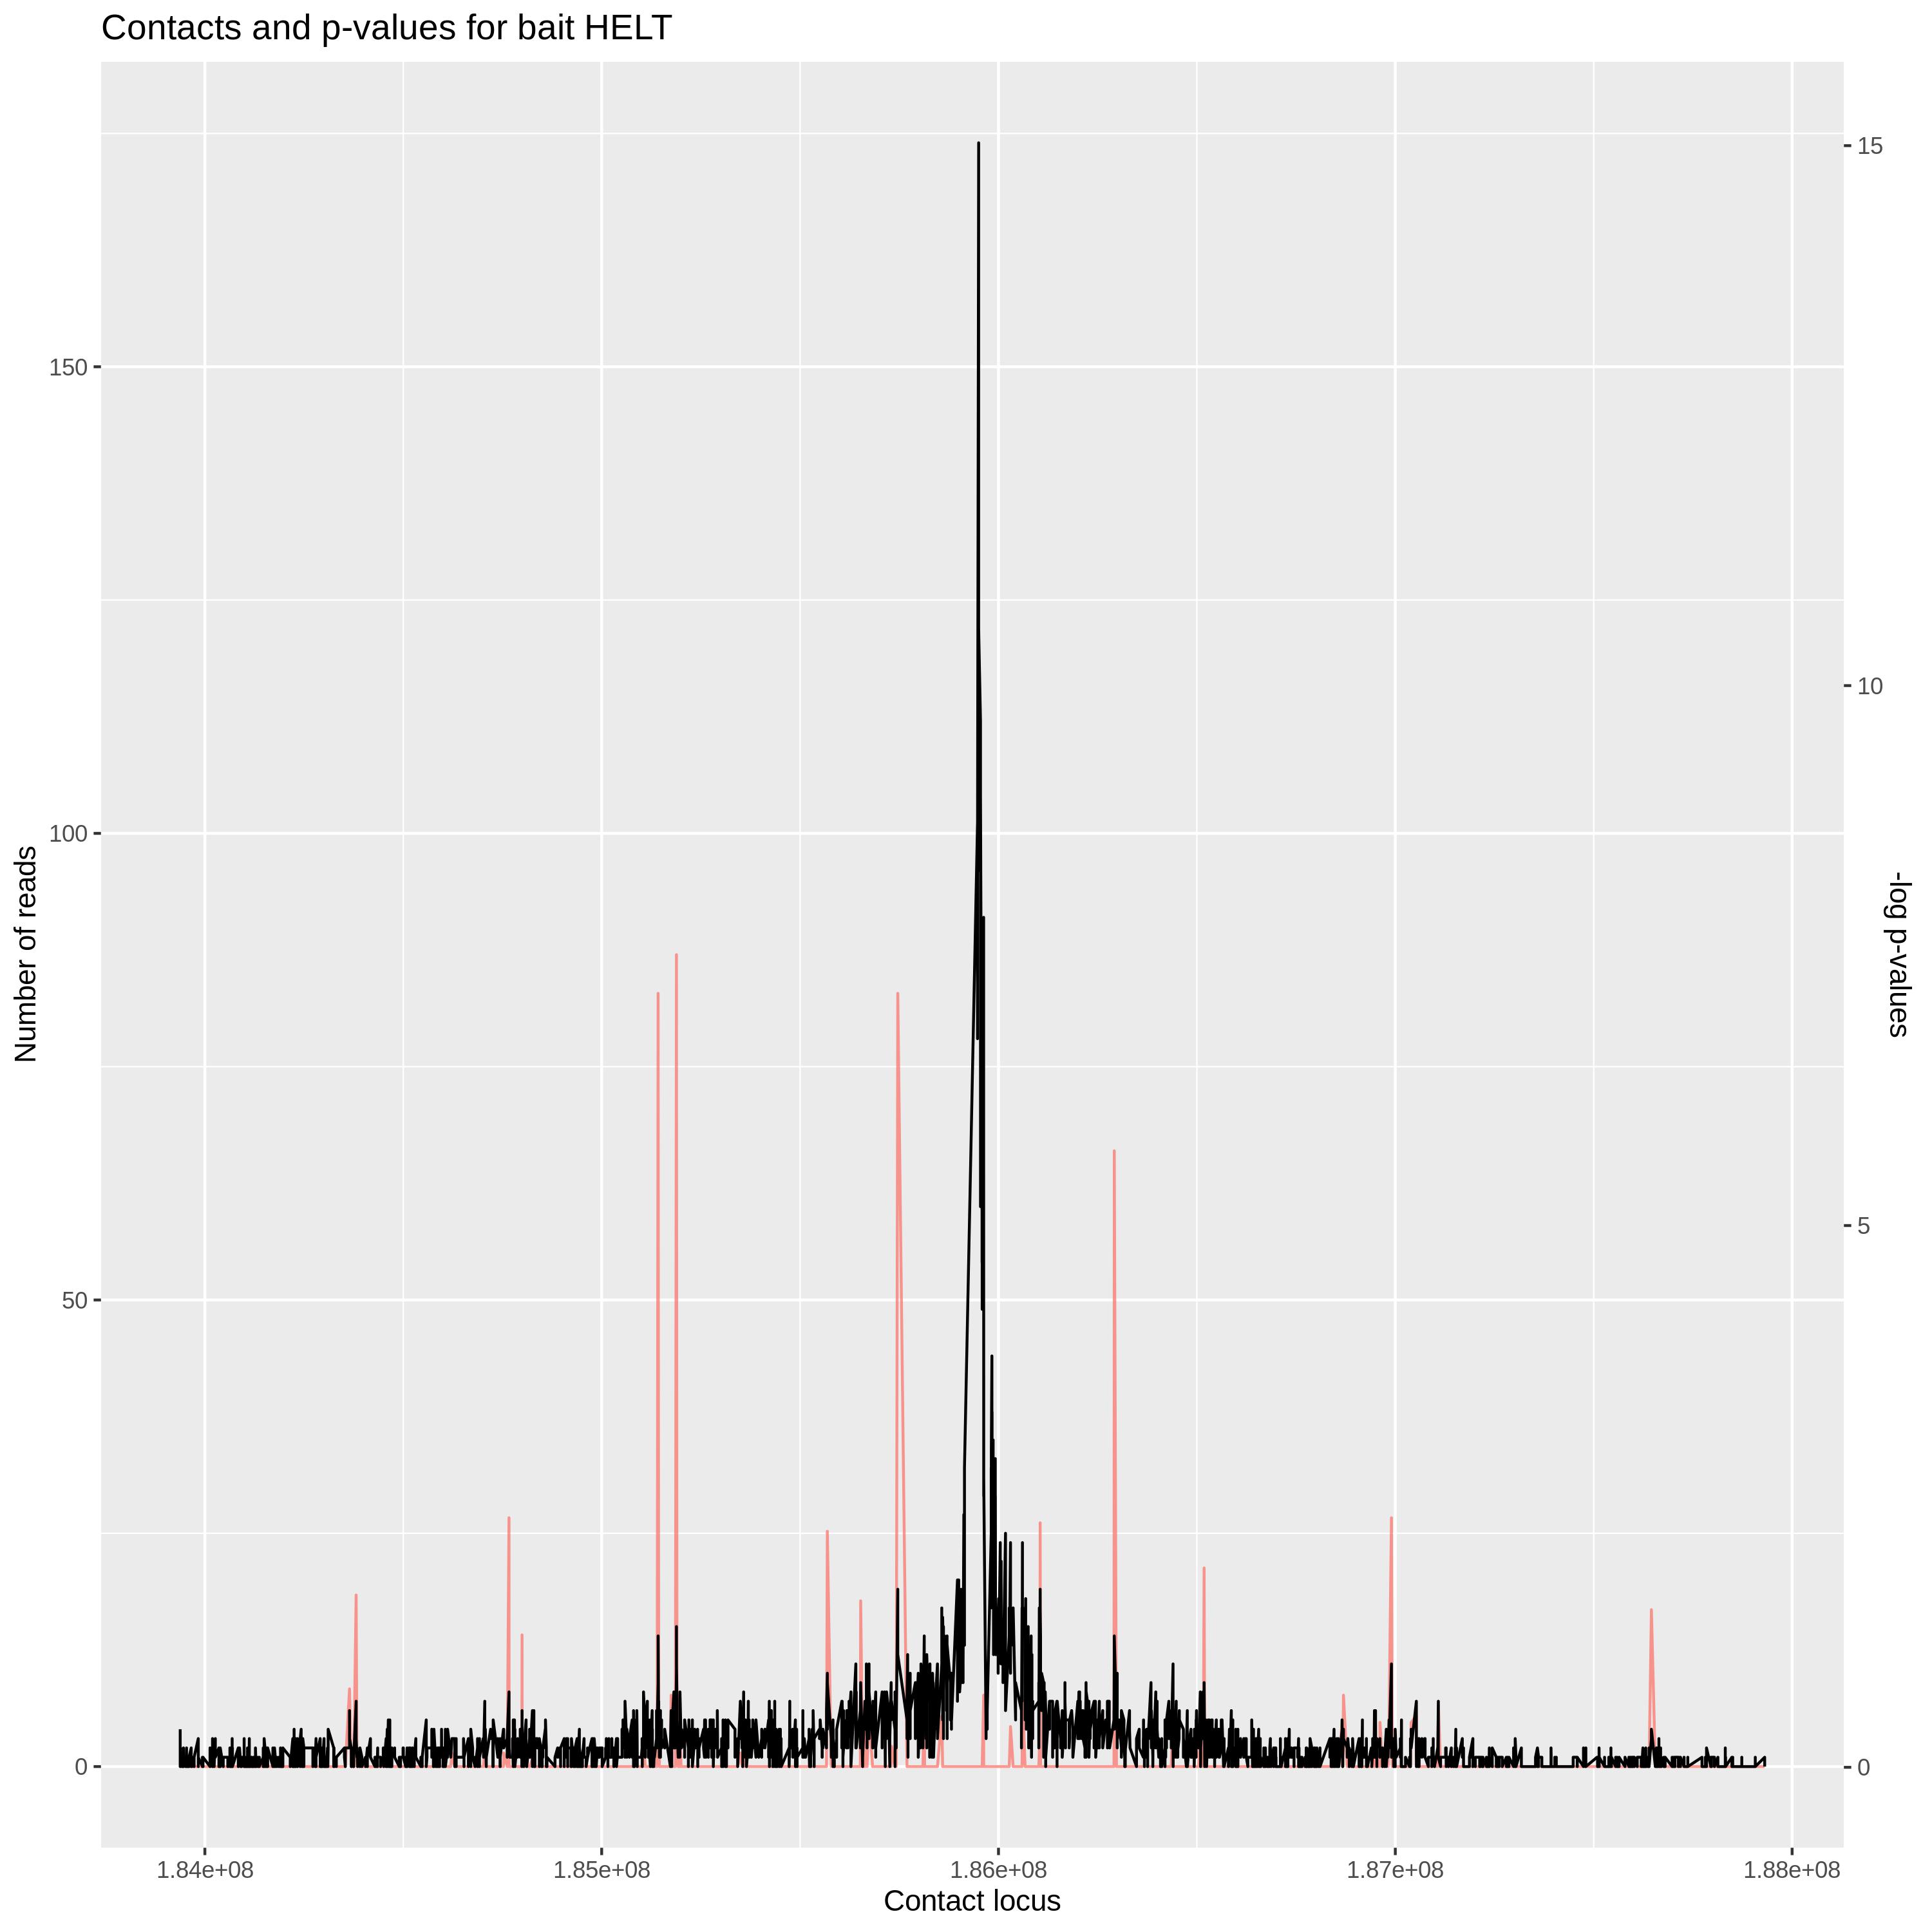 Contacts and p-values for bait HELT
Number of reads
150
100
50
0
-log p-values
15
10
5
0
1.84e+08
1.85e+08
1.86e+08
1.87e+08
1.88e+08
Contact locus